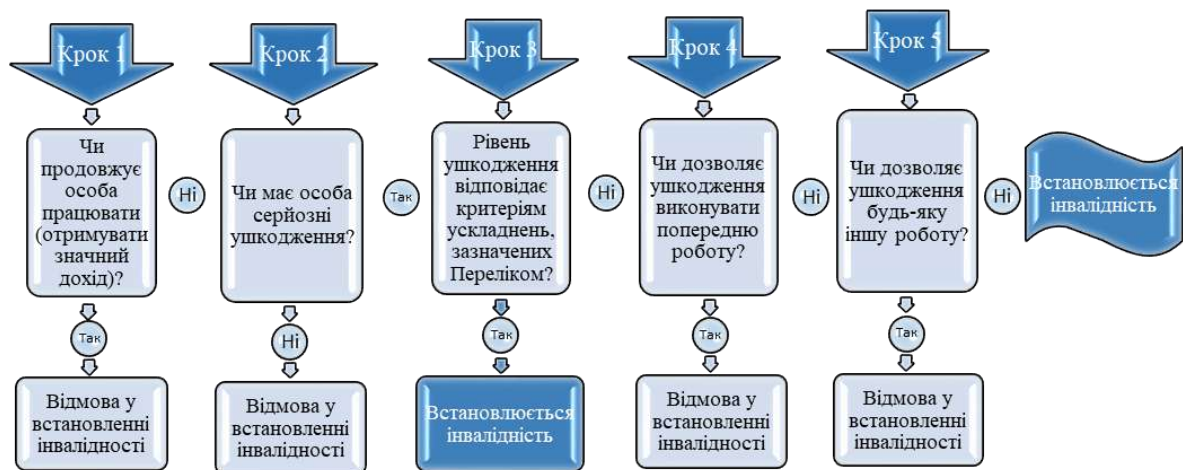 Крок 1
Крок 2
Крок 3
Крок 4
Крок 5
Чи
продовжує
особа
працювати
(отримувати
значний
дохід)?
Ні
Чи має особа
серйозні
ушкодження?
Так
Рівень
ушкодження
відповідає
критеріям
ускладнень,
зазначених
Переліком?
Ні
Чи дозволяє
ушкодження
виконувати
попередню
роботу?
Ні
Чи дозволяє
ушкодження
будь-яку
іншу роботу?
Ні
Встановлюється
інвалідність
Так
Ні
Так
Так
Так
Відмова у
встановленні
інвалідності
Відмова у
встановленні
інвалідності
Встановлюється
інвалідність
Відмова у
встановленні
інвалідності
Відмова у
встановленні
інвалідності